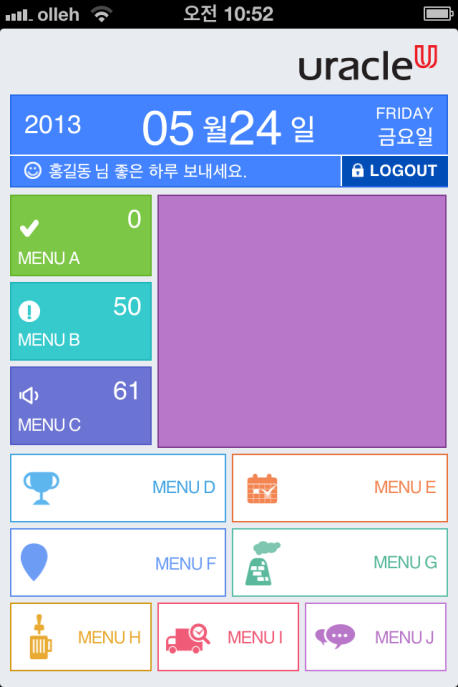 olleh 오전 10:52
uracle U
2013 05 월 24 일 FRIDAY
금요일
홍길동 님 좋은 하루 보내세요. LOGOUT
0
MENU A
50
MENU B
61
MENU C
MENU D MENU E
MENU F MENU G
MENU H MENU I MENU J